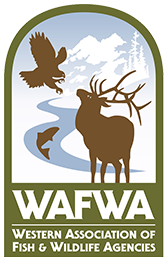 WAFWA
WESTERN ASSOCIATION OF
FISH & WILDLIFE AGENCIES